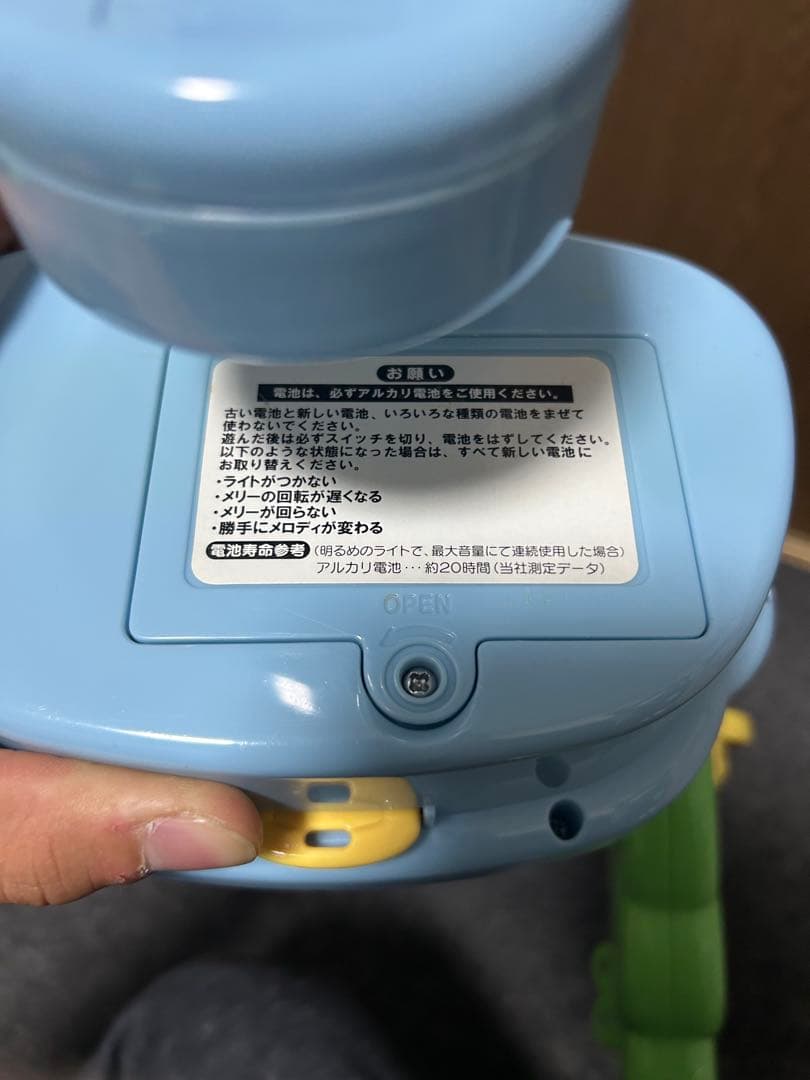 お願い
電池は、必ずアルカリ電池をご使用ください。
古い電池と新しい電池、いろいろな種類の電池をまぜて
使わないでください。
遊んだ後は必ずスイッチを切り、電池をはずしてください。
以下のような状態になった場合は、すべて新しい電池に
お取り替えください。
・ライトがつかない
・メリーの回転が遅くなる
・メリーが回らない
・勝手にメロディが変わる
電池寿命参考（明るめのライトで、最大音量にて連続使用した場合）
アルカリ電池･･･約20時間（当社測定データ）
OPEN